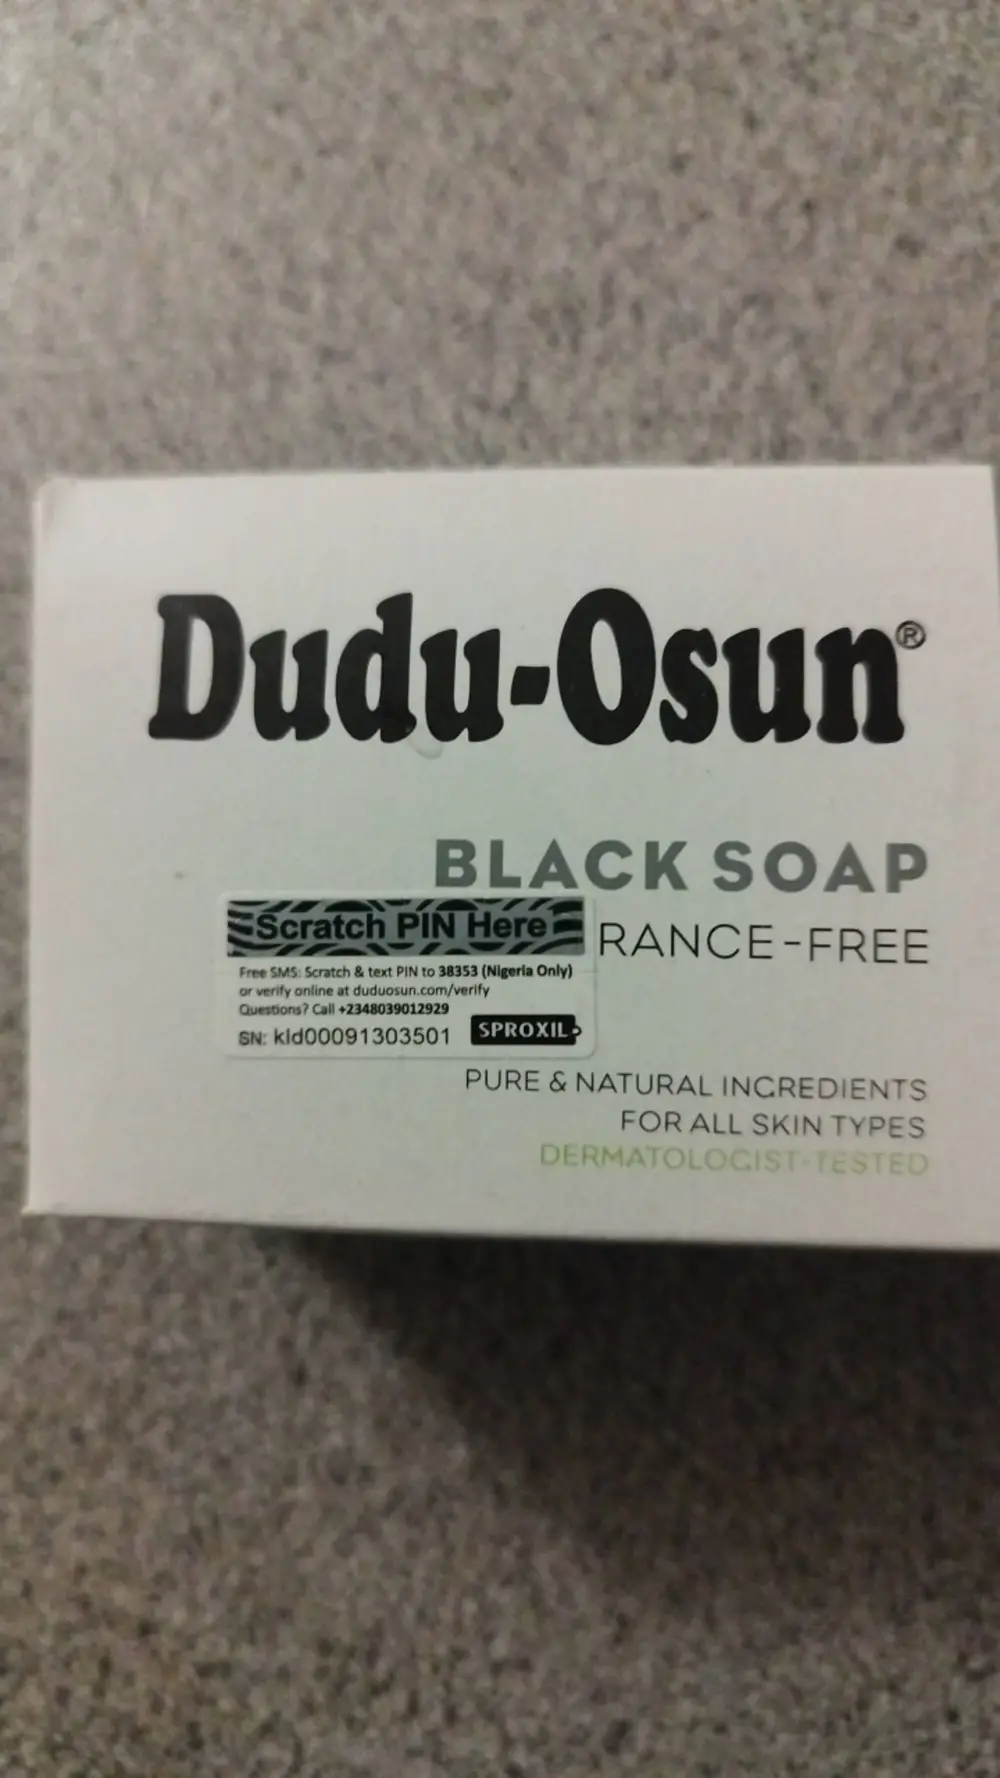 Dudu-Osun®
BLACK SOAP
Scratch PIN Here
RANCE-FREE
Free SMS: Scratch & text PIN to 38353 (Nigeria Only)
or verify online at duduosun.com/verify
Questions? Call +2348039012929
SN: kld00091303501 SPROXIL
PURE & NATURAL INGREDIENTS
FOR ALL SKIN TYPES
DERMATOLOGIST-TESTED